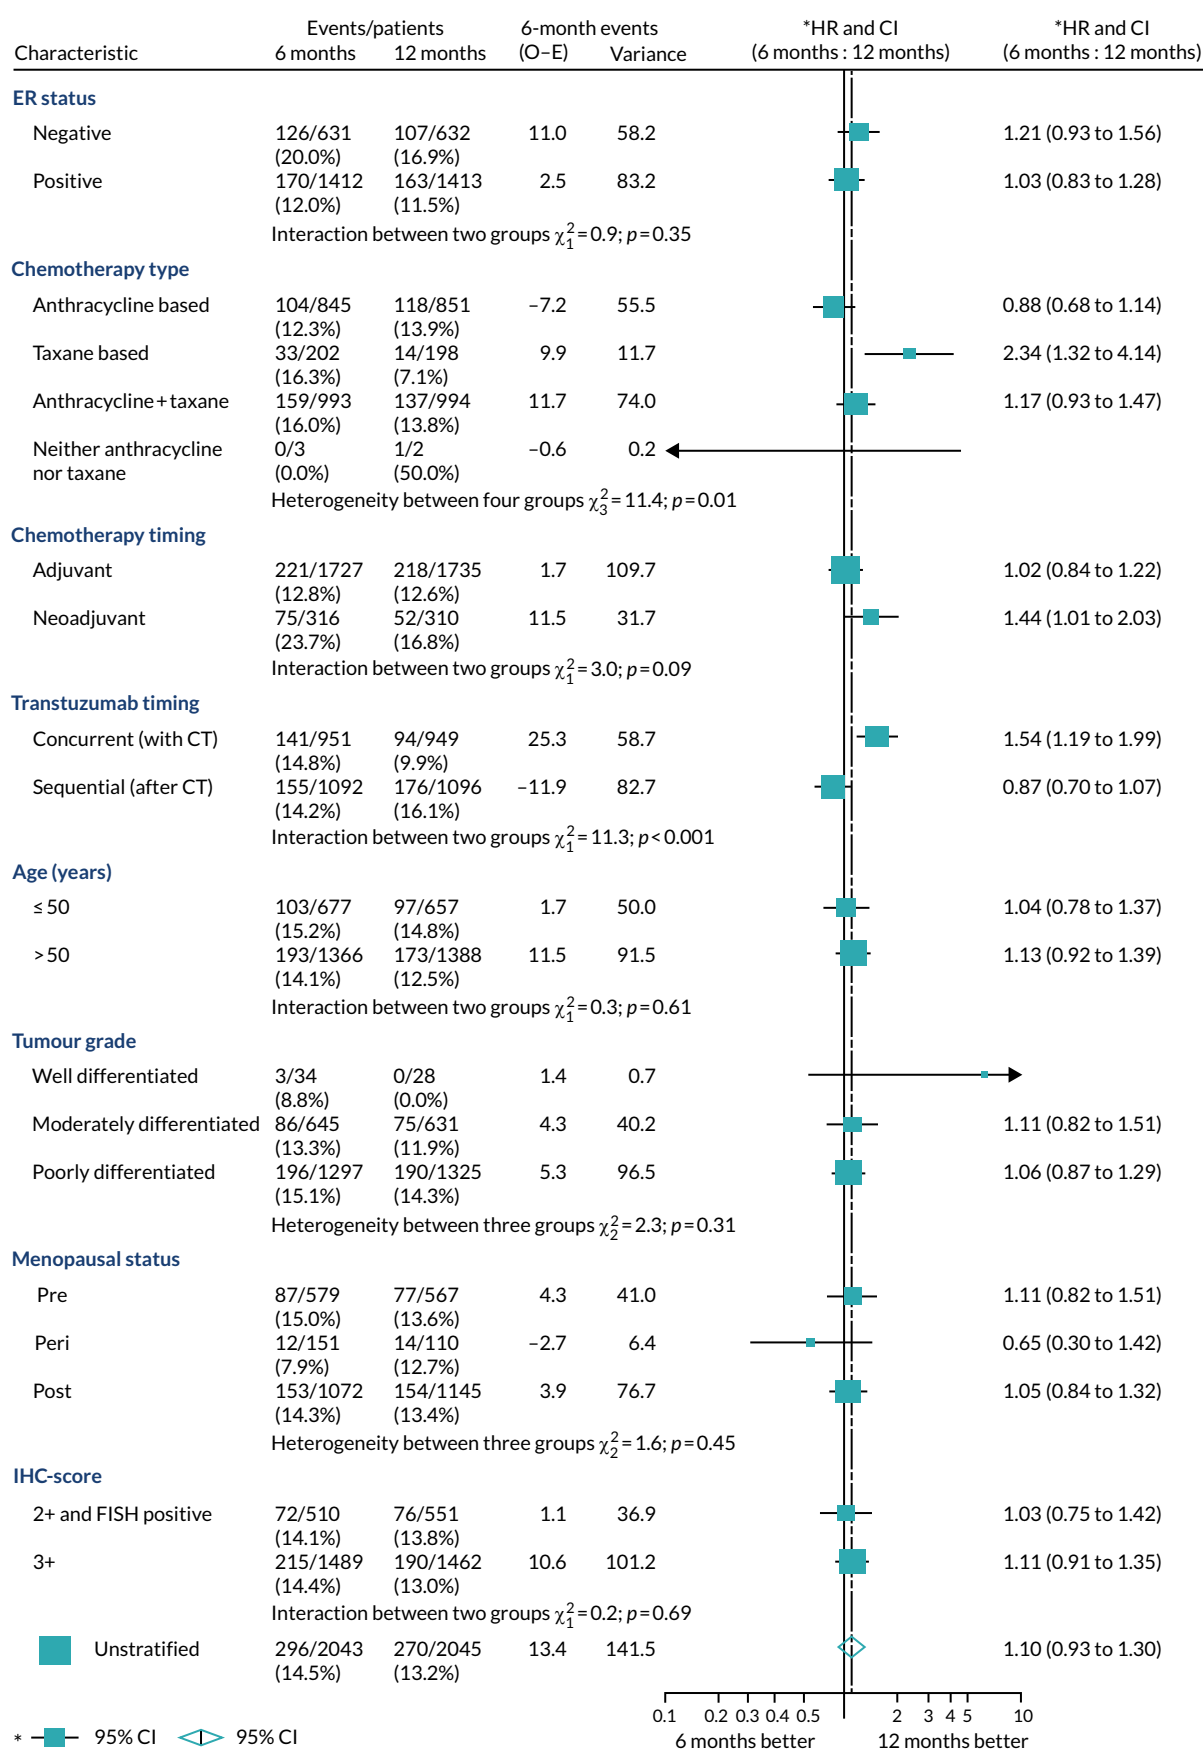 Events/patients 6-month events *HR and CI *HR and CI
Characteristic 6 months 12 months (O–E) Variance (6 months : 12 months) (6 months : 12 months)
ER status
Negative 126/631 107/632 11.0 58.2 1.21 (0.93 to 1.56)
(20.0%) (16.9%)
Positive 170/1412 163/1413 2.5 83.2 1.03 (0.83 to 1.28)
(12.0%) (11.5%)
Interaction between two groups χ²₁=0.9; p=0.35
Chemotherapy type
Anthracycline based 104/845 118/851 –7.2 55.5 0.88 (0.68 to 1.14)
(12.3%) (13.9%)
Taxane based 33/202 14/198 9.9 11.7 2.34 (1.32 to 4.14)
(16.3%) (7.1%)
Anthracycline+taxane 159/993 137/994 11.7 74.0 1.17 (0.93 to 1.47)
(16.0%) (13.8%)
Neither anthracycline 0/3 1/2 –0.6 0.2
nor taxane (0.0%) (50.0%)
Heterogeneity between four groups χ²₃=11.4; p=0.01
Chemotherapy timing
Adjuvant 221/1727 218/1735 1.7 109.7 1.02 (0.84 to 1.22)
(12.8%) (12.6%)
Neoadjuvant 75/316 52/310 11.5 31.7 1.44 (1.01 to 2.03)
(23.7%) (16.8%)
Interaction between two groups χ²₁=3.0; p=0.09
Transtuzumab timing
Concurrent (with CT) 141/951 94/949 25.3 58.7 1.54 (1.19 to 1.99)
(14.8%) (9.9%)
Sequential (after CT) 155/1092 176/1096 –11.9 82.7 0.87 (0.70 to 1.07)
(14.2%) (16.1%)
Interaction between two groups χ²₁=11.3; p<0.001
Age (years)
≤50 103/677 97/657 1.7 50.0 1.04 (0.78 to 1.37)
(15.2%) (14.8%)
>50 193/1366 173/1388 11.5 91.5 1.13 (0.92 to 1.39)
(14.1%) (12.5%)
Interaction between two groups χ²₁=0.3; p=0.61
Tumour grade
Well differentiated 3/34 0/28 1.4 0.7
(8.8%) (0.0%)
Moderately differentiated 86/645 75/631 4.3 40.2 1.11 (0.82 to 1.51)
(13.3%) (11.9%)
Poorly differentiated 196/1297 190/1325 5.3 96.5 1.06 (0.87 to 1.29)
(15.1%) (14.3%)
Heterogeneity between three groups χ²₂=2.3; p=0.31
Menopausal status
Pre 87/579 77/567 4.3 41.0 1.11 (0.82 to 1.51)
(15.0%) (13.6%)
Peri 12/151 14/110 –2.7 6.4 0.65 (0.30 to 1.42)
(7.9%) (12.7%)
Post 153/1072 154/1145 3.9 76.7 1.05 (0.84 to 1.32)
(14.3%) (13.4%)
Heterogeneity between three groups χ²₂=1.6; p=0.45
IHC-score
2+ and FISH positive 72/510 76/551 1.1 36.9 1.03 (0.75 to 1.42)
(14.1%) (13.8%)
3+ 215/1489 190/1462 10.6 101.2 1.11 (0.91 to 1.35)
(14.4%) (13.0%)
Interaction between two groups χ²₁=0.2; p=0.69
Unstratified 296/2043 270/2045 13.4 141.5 1.10 (0.93 to 1.30)
(14.5%) (13.2%)
0.1 0.2 0.3 0.4 0.5 2 3 4 5 10
* 95% CI 95% CI 6 months better 12 months better